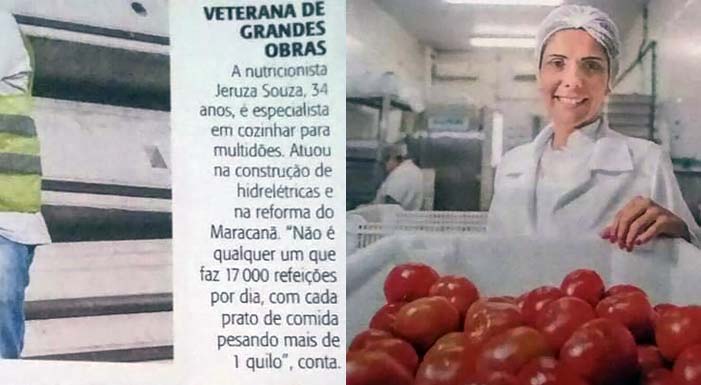 VETERANA DE
GRANDES
OBRAS
A nutricionista
Jeruza Souza, 34
anos, é especialista
em cozinhar para
multidões. Atuou
na construção de
hidrelétricas e
na reforma do
Maracanã. “Não é
qualquer um que
faz 17 000 refeições
por dia, com cada
prato de comida
pesando mais de
1 quilo”, conta.